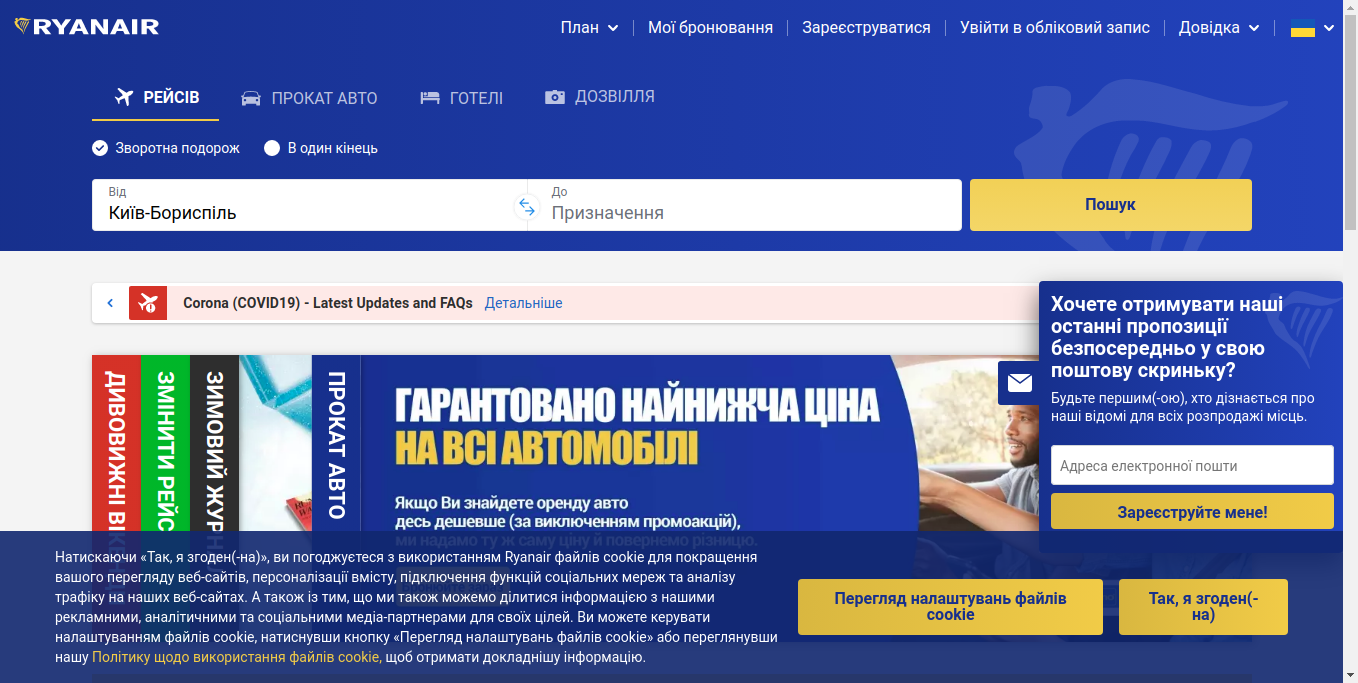 RYANAIR
План
Мої бронювання
Зареєструватися
Увійти в обліковий запис
Довідка
РЕЙСІВ
ПРОКАТ АВТО
ГОТЕЛІ
ДОЗВІЛЛЯ
Зворотна подорож
В один кінець
Від
Київ-Бориспіль
До
Призначення
Пошук
Corona (COVID19) - Latest Updates and FAQs Детальніше
Хочете отримувати наші
останні пропозиції
безпосередньо у свою
поштову скриньку?
Будьте першим(-ою), хто дізнається про
наші відомі для всіх розпродажі місць.
Адреса електронної пошти
Зареєструйте мене!
ДИВОВИЖНІ
ЗМІНИТИ РЕЙС
ЗИМОВИЙ
ПРОКАТ АВТО
ГАРАНТОВАНО НАЙНИЖЧА ЦІНА
НА ВСІ АВТОМОБІЛІ
Якщо Ви знайдете оренду авто
десь дешевше (за виключенням промоакцій),
ми надамо ту ж саму ціну й повернемо різницю.
Натискаючи «Так, я згоден(-на)», ви погоджуєтеся з використанням Ryanair файлів cookie для покращення
вашого перегляду веб-сайтів, персоналізації вмісту, підключення функцій соціальних мереж та аналізу
трафіку на наших веб-сайтах. А також із тим, що ми також можемо ділитися інформацією з нашими
рекламними, аналітичними та соціальними медіа-партнерами для своїх цілей. Ви можете керувати
налаштуванням файлів cookie, натиснувши кнопку «Перегляд налаштувань файлів cookie» або переглянувши
нашу Політику щодо використання файлів cookie, щоб отримати докладнішу інформацію.
Перегляд налаштувань файлів
cookie
Так, я згоден(-
на)